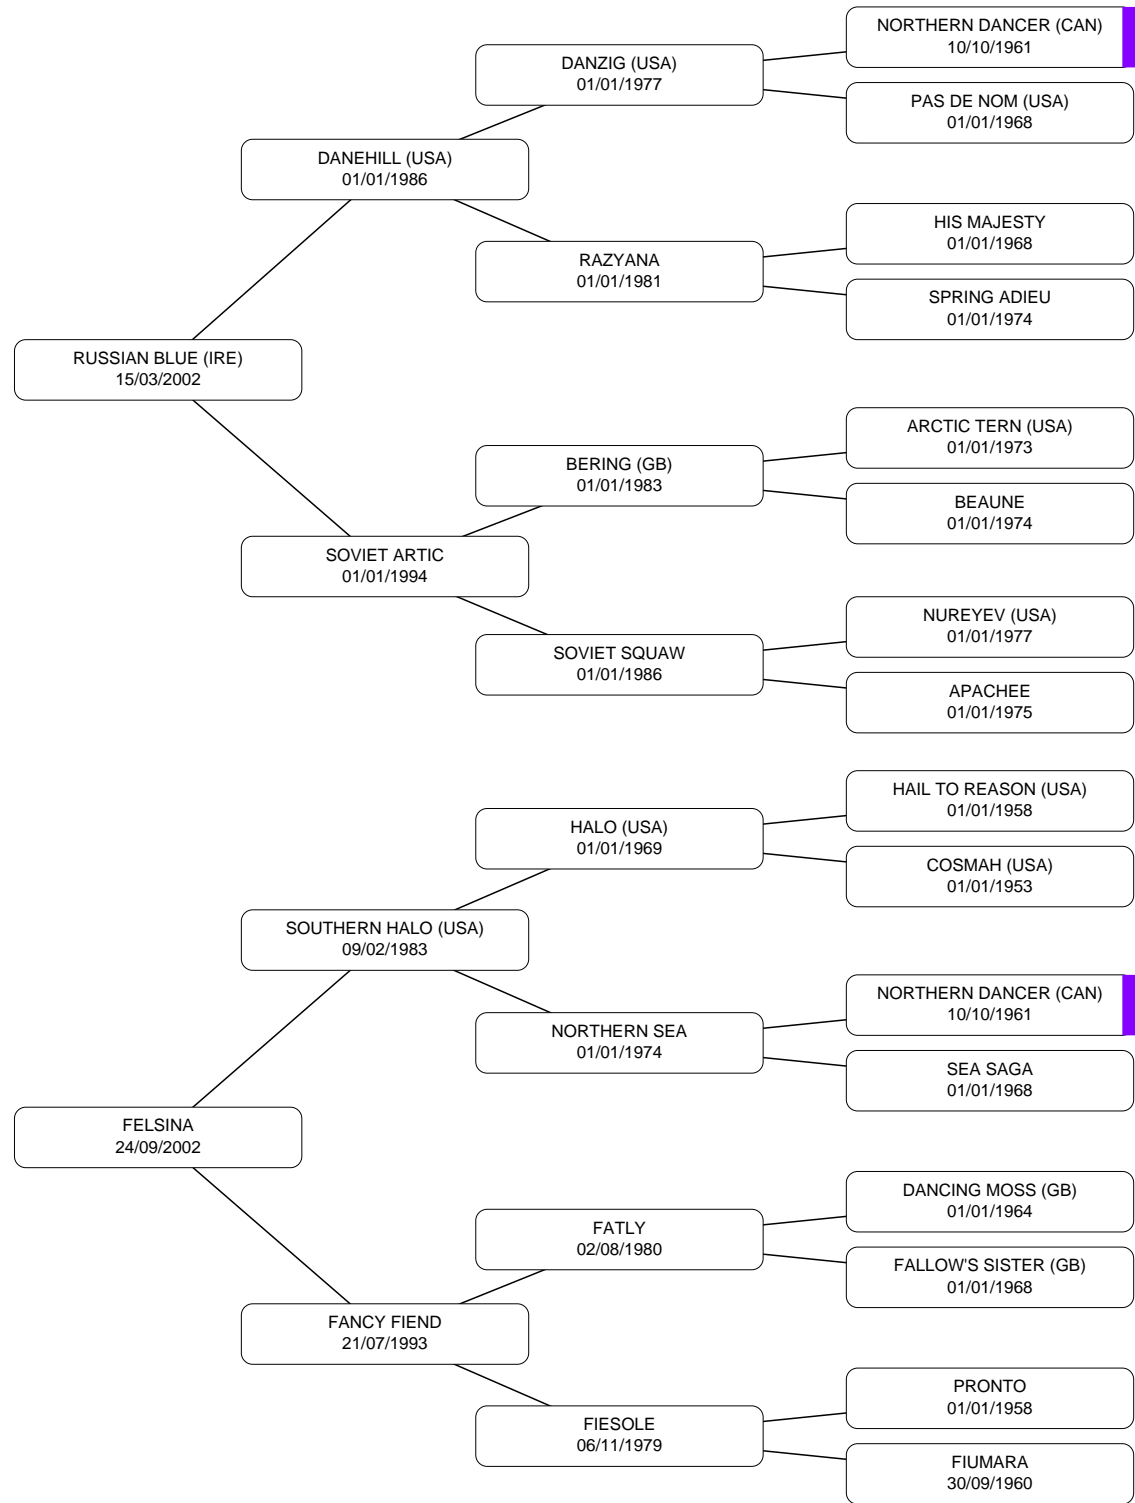 NORTHERN DANCER (CAN)
10/10/1961
DANZIG (USA)
01/01/1977
PAS DE NOM (USA)
01/01/1968
DANEHILL (USA)
01/01/1986
HIS MAJESTY
01/01/1968
RAZYANA
01/01/1981
SPRING ADIEU
01/01/1974
RUSSIAN BLUE (IRE)
15/03/2002
ARCTIC TERN (USA)
01/01/1973
BERING (GB)
01/01/1983
BEAUNE
01/01/1974
SOVIET ARTIC
01/01/1994
NUREYEV (USA)
01/01/1977
SOVIET SQUAW
01/01/1986
APACHEE
01/01/1975
HAIL TO REASON (USA)
01/01/1958
HALO (USA)
01/01/1969
COSMAH (USA)
01/01/1953
SOUTHERN HALO (USA)
09/02/1983
NORTHERN DANCER (CAN)
10/10/1961
NORTHERN SEA
01/01/1974
SEA SAGA
01/01/1968
FELSINA
24/09/2002
DANCING MOSS (GB)
01/01/1964
FATLY
02/08/1980
FALLOW'S SISTER (GB)
01/01/1968
FANCY FIEND
21/07/1993
PRONTO
01/01/1958
FIESOLE
06/11/1979
FIUMARA
30/09/1960